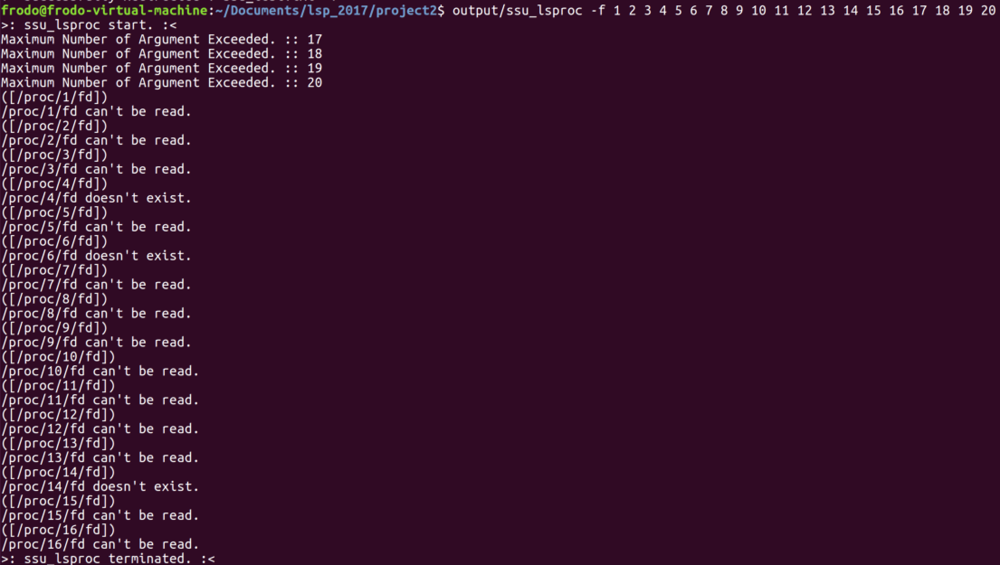 frodo@frodo-virtual-machine:~/Documents/lsp_2017/project2$ output/ssu_lsproc -f 1 2 3 4 5 6 7 8 9 10 11 12 13 14 15 16 17 18 19 20
>: ssu_lsproc start. :<
Maximum Number of Argument Exceeded. :: 17
Maximum Number of Argument Exceeded. :: 18
Maximum Number of Argument Exceeded. :: 19
Maximum Number of Argument Exceeded. :: 20
([/proc/1/fd])
/proc/1/fd can't be read.
([/proc/2/fd])
/proc/2/fd can't be read.
([/proc/3/fd])
/proc/3/fd can't be read.
([/proc/4/fd])
/proc/4/fd doesn't exist.
([/proc/5/fd])
/proc/5/fd can't be read.
([/proc/6/fd])
/proc/6/fd doesn't exist.
([/proc/7/fd])
/proc/7/fd can't be read.
([/proc/8/fd])
/proc/8/fd can't be read.
([/proc/9/fd])
/proc/9/fd can't be read.
([/proc/10/fd])
/proc/10/fd can't be read.
([/proc/11/fd])
/proc/11/fd can't be read.
([/proc/12/fd])
/proc/12/fd can't be read.
([/proc/13/fd])
/proc/13/fd can't be read.
([/proc/14/fd])
/proc/14/fd doesn't exist.
([/proc/15/fd])
/proc/15/fd can't be read.
([/proc/16/fd])
/proc/16/fd can't be read.
>: ssu_lsproc terminated. :<